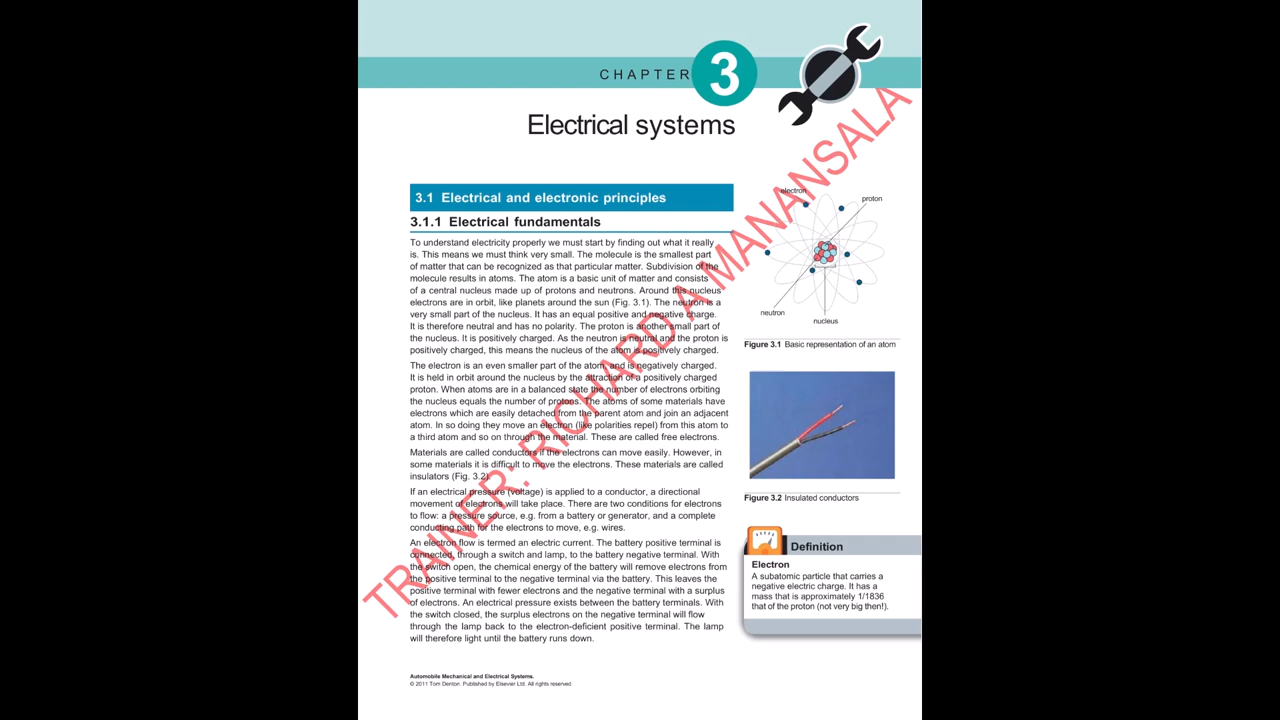 CHAPTER 3
Electrical systems
3.1 Electrical and electronic principles
3.1.1 Electrical fundamentals
To understand electricity properly we must start by finding out what it really
is. This means we must think very small. The molecule is the smallest part
of matter that can be recognized as that particular matter. Subdivision of the
molecule results in atoms. The atom is a basic unit of matter and consists
of a central nucleus made up of protons and neutrons. Around this nucleus
electrons are in orbit, like planets around the sun (Fig. 3.1). The neutron is a
very small part of the nucleus. It has an equal positive and negative charge.
It is therefore neutral and has no polarity. The proton is another small part of
the nucleus. It is positively charged. As the neutron is neutral and the proton is
positively charged, this means the nucleus of the atom is positively charged.
The electron is an even smaller part of the atom, and is negatively charged.
It is held in orbit around the nucleus by the attraction of a positively charged
proton. When atoms are in a balanced state the number of electrons orbiting
the nucleus equals the number of protons. The atoms of some materials have
electrons which are easily detached from the parent atom and join an adjacent
atom. In so doing they move an electron (like polarities repel) from this atom to
a third atom and so on through the material. These are called free electrons.
Materials are called conductors if the electrons can move easily. However, in
some materials it is difficult to move the electrons. These materials are called
insulators (Fig. 3.2).
If an electrical pressure (voltage) is applied to a conductor, a directional
movement of electrons will take place. There are two conditions for electrons
to flow: a pressure source, e.g. from a battery or generator, and a complete
conducting path for the electrons to move, e.g. wires.
An electron flow is termed an electric current. The battery positive terminal is
connected, through a switch and lamp, to the battery negative terminal. With
the switch open, the chemical energy of the battery will remove electrons from
the positive terminal to the negative terminal via the battery. This leaves the
positive terminal with fewer electrons and the negative terminal with a surplus
of electrons. An electrical pressure exists between the battery terminals. With
the switch closed, the surplus electrons on the negative terminal will flow
through the lamp back to the electron-deficient positive terminal. The lamp
will therefore light until the battery runs down.
electron
proton
neutron
nucleus
Figure 3.1 Basic representation of an atom
Figure 3.2 Insulated conductors
Definition
Electron
A subatomic particle that carries a
negative electric charge. It has a
mass that is approximately 1/1836
that of the proton (not very big then!).
Automobile Mechanical and Electrical Systems.
© 2011 Tom Denton. Published by Elsevier Ltd. All rights reserved.
TRAINER: RICHARD A MANANSALA